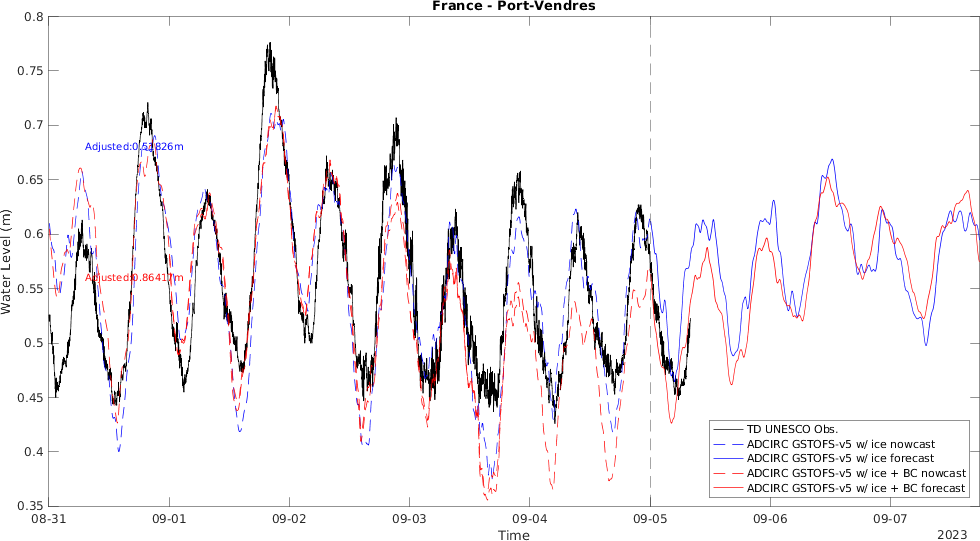 France - Port-Vendres
0.8
0.75
0.7
0.65
0.6
0.55
0.5
0.45
0.4
0.35
Water Level (m)
Adjusted:0.51826m
Adjusted:0.86417m
TD UNESCO Obs.
ADCIRC GSTOFS-v5 w/ ice nowcast
ADCIRC GSTOFS-v5 w/ ice forecast
ADCIRC GSTOFS-v5 w/ ice + BC nowcast
ADCIRC GSTOFS-v5 w/ ice + BC forecast
08-31 09-01 09-02 09-03 09-04 09-05 09-06 09-07
Time
2023